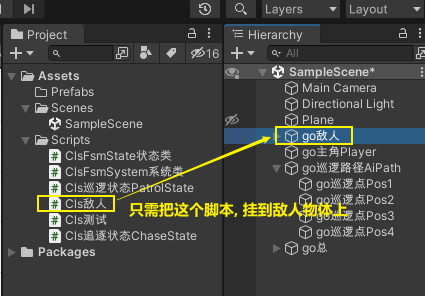 Layers
Layout
Project
16
Assets
Prefabs
Scenes
SampleScene
Scripts
ClsFsmState状态类
ClsFsmSystem系统类
Cls巡逻状态PatrolState
Cls敌人
Cls测试
Cls追逐状态ChaseState
Packages
Hierarchy
All
SampleScene*
Main Camera
Directional Light
Plane
go敌人
go主角Player
go巡逻路径AiPath
go巡逻点Pos1
go巡逻点Pos2
go巡逻点Pos3
go巡逻点Pos4
go总
只需把这个脚本, 挂到敌人物体上